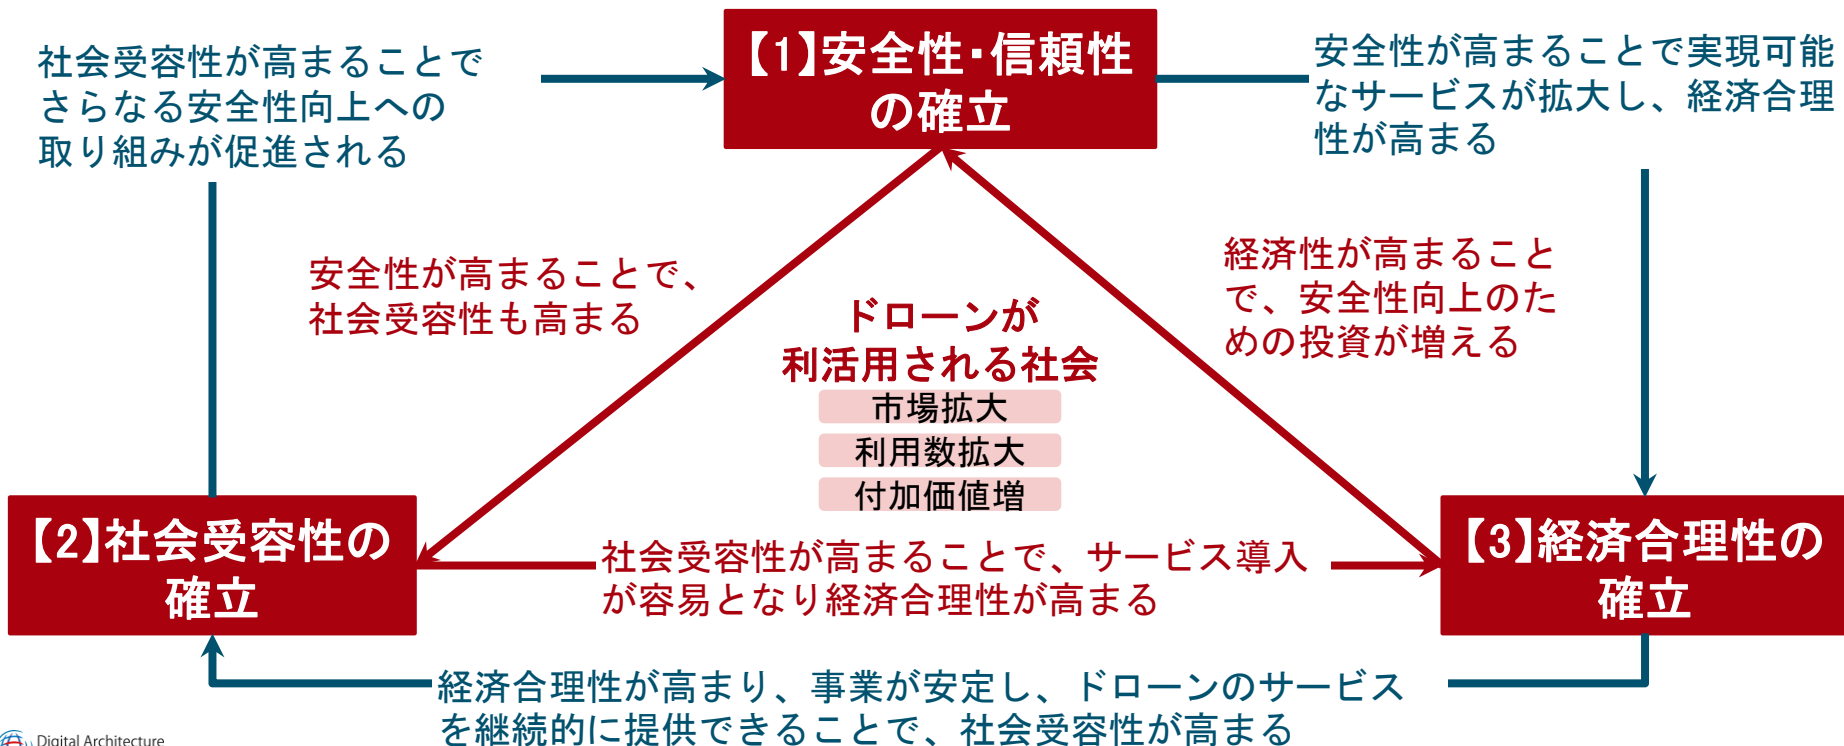 社会受容性が高まることで
さらなる安全性向上への
取り組みが促進される
【1】安全性・信頼性
の確立
安全性が高まることで実現可能
なサービスが拡大し、経済合理
性が高まる
安全性が高まることで、
社会受容性も高まる
経済性が高まること
で、安全性向上のた
めの投資が増える
ドローンが
利活用される社会
市場拡大
利用数拡大
付加価値増
【2】社会受容性の
確立
社会受容性が高まることで、サービス導入
が容易となり経済合理性が高まる
【3】経済合理性の
確立
経済合理性が高まり、事業が安定し、ドローンのサービス
を継続的に提供できることで、社会受容性が高まる
Digital Architecture